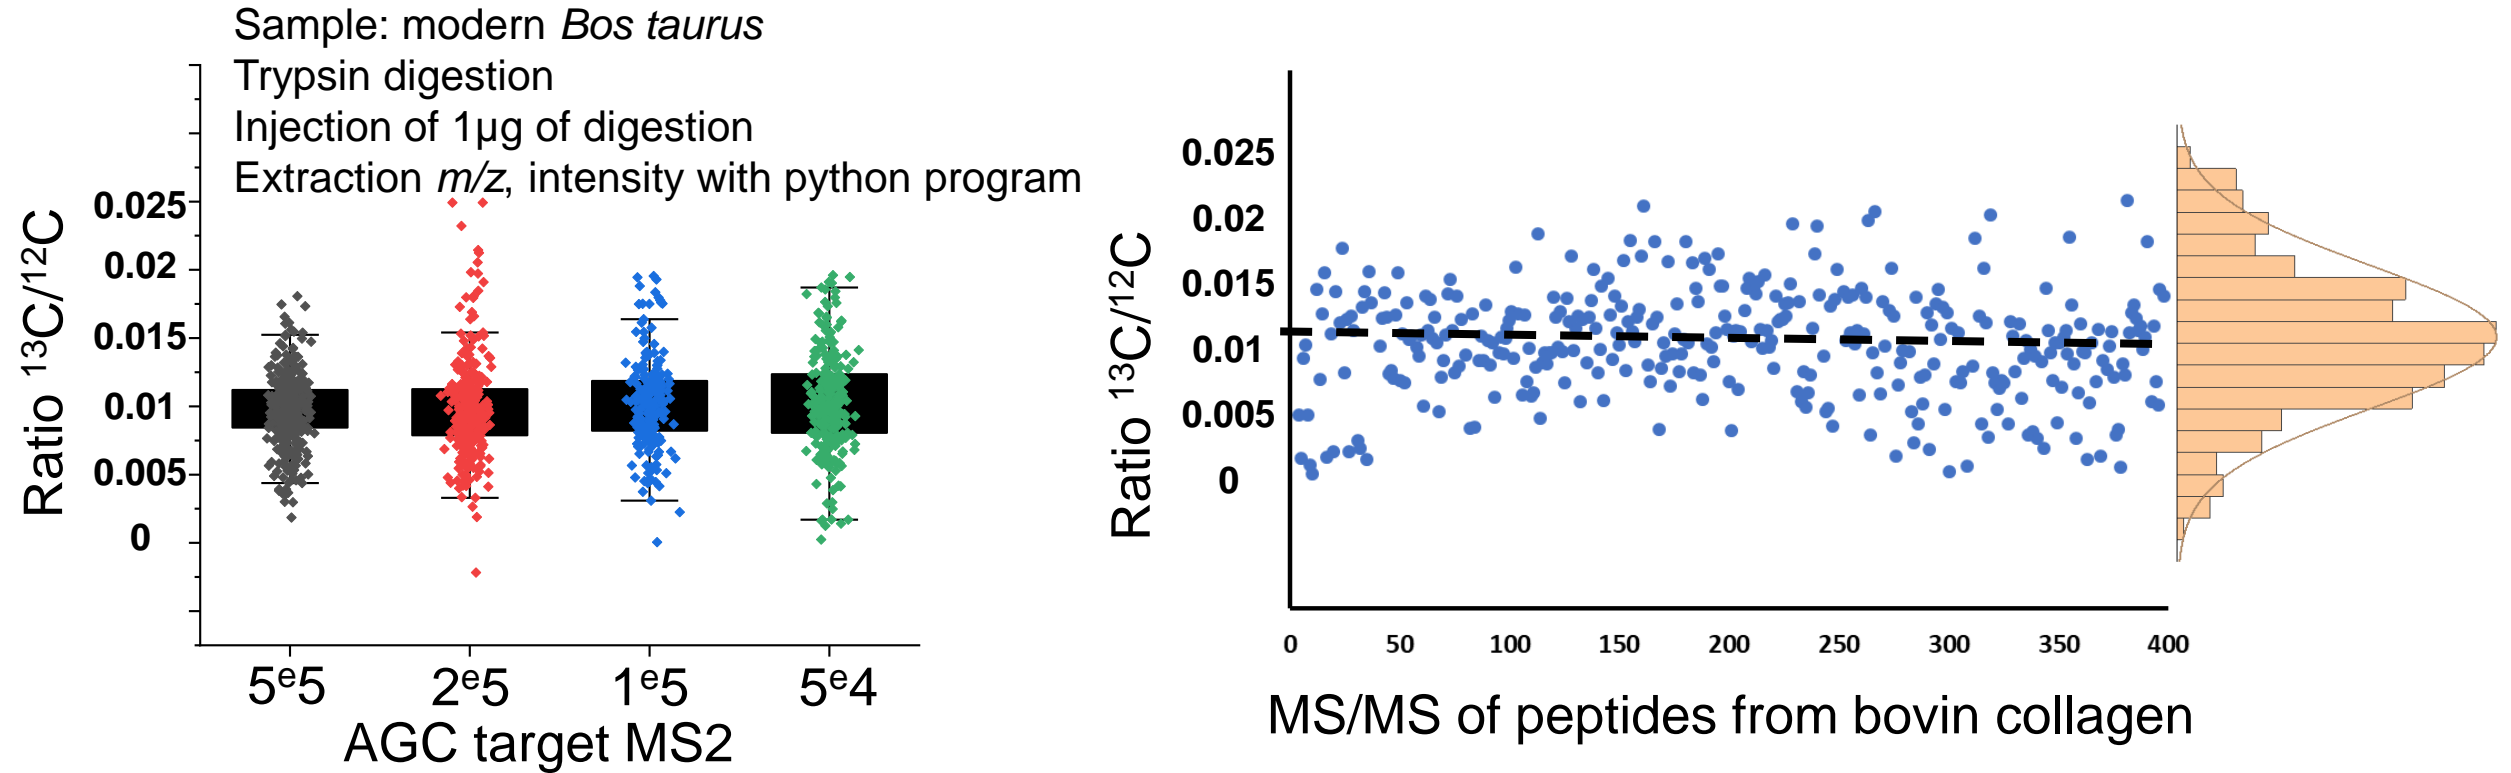 Sample: modern Bos taurus
Trypsin digestion
Injection of 1µg of digestion
Extraction m/z, intensity with python program
Ratio ¹³C/¹²C
0.025
0.02
0.015
0.01
0.005
0
5ᵉ5 2ᵉ5 1ᵉ5 5ᵉ4
AGC target MS2
Ratio ¹³C/¹²C
0.025
0.02
0.015
0.01
0.005
0
0 50 100 150 200 250 300 350 400
MS/MS of peptides from bovin collagen